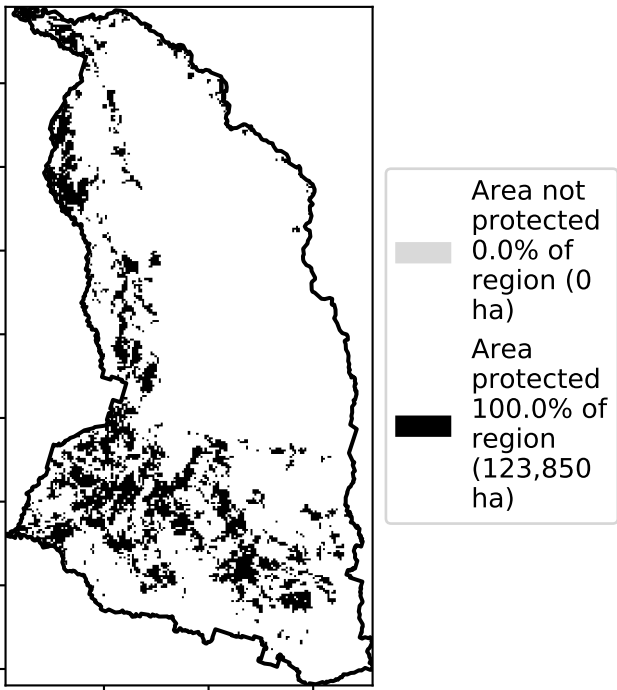 Area not
protected
0.0% of
region (0
ha)
Area
protected
100.0% of
region
(123,850
ha)